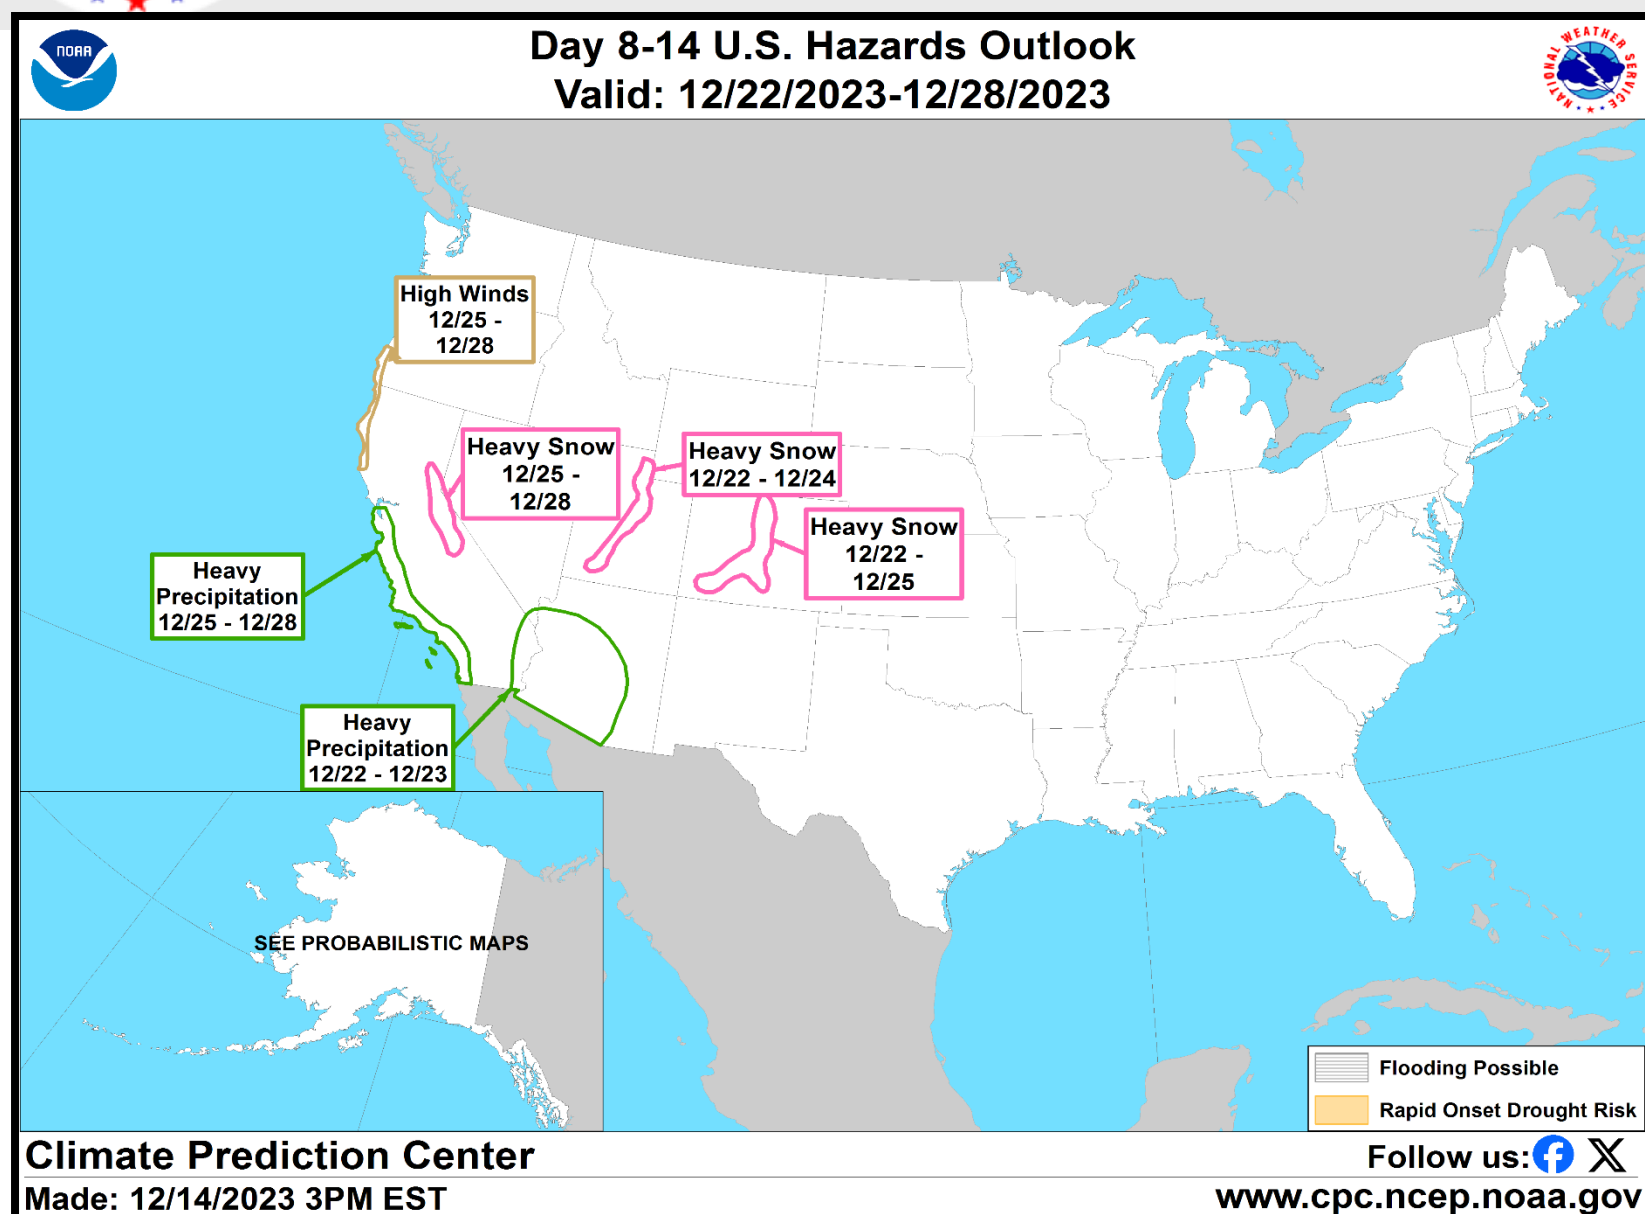 NOAA
Day 8-14 U.S. Hazards Outlook
Valid: 12/22/2023-12/28/2023
NATIONAL WEATHER SERVICE
High Winds
12/25 -
12/28
Heavy Snow
12/25 -
12/28
Heavy Snow
12/22 - 12/24
Heavy Snow
12/22 -
12/25
Heavy
Precipitation
12/25 - 12/28
Heavy
Precipitation
12/22 - 12/23
SEE PROBABILISTIC MAPS
Flooding Possible
Rapid Onset Drought Risk
Climate Prediction Center
Follow us:
Made: 12/14/2023 3PM EST
www.cpc.ncep.noaa.gov